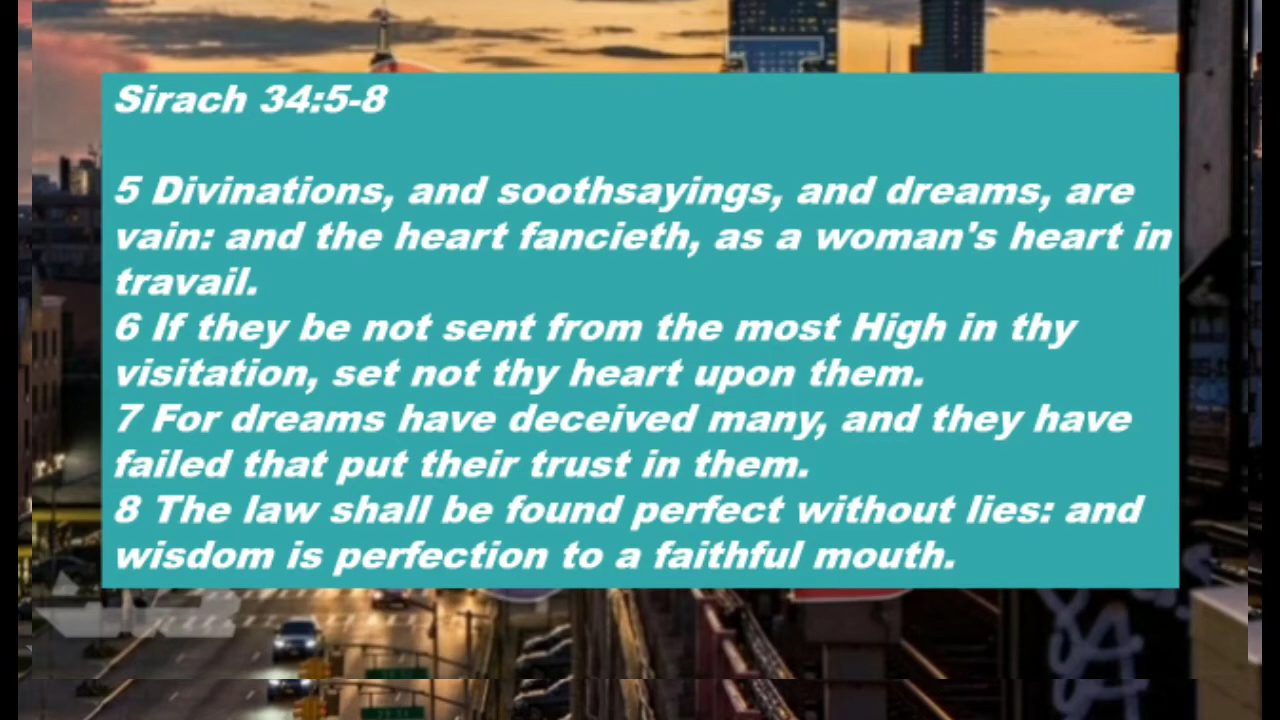 Sirach 34:5-8
5 Divinations, and soothsayings, and dreams, are
vain: and the heart fancieth, as a woman's heart in
travail.
6 If they be not sent from the most High in thy
visitation, set not thy heart upon them.
7 For dreams have deceived many, and they have
failed that put their trust in them.
8 The law shall be found perfect without lies: and
wisdom is perfection to a faithful mouth.